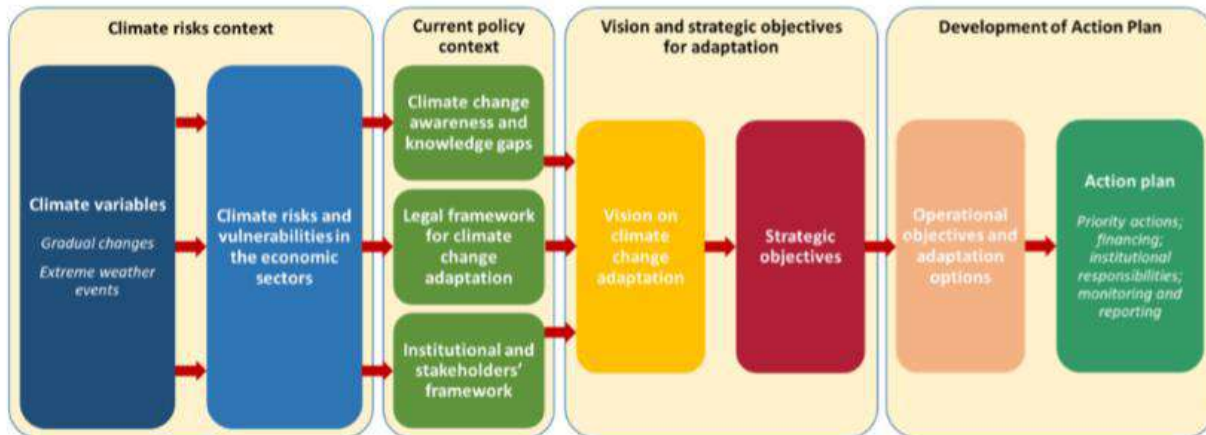 Climate risks context
Climate variables
Gradual changes
Extreme weather
events
Climate risks and
vulnerabilities in
the economic
sectors
Current policy
context
Climate change
awareness and
knowledge gaps
Legal framework
for climate
change
adaptation
Institutional and
stakeholders'
framework
Vision and strategic objectives
for adaptation
Vision on
climate
change
adaptation
Strategic
objectives
Development of Action Plan
Operational
objectives and
adaptation
options
Action plan
Priority actions;
financing;
institutional
responsibilities;
monitoring and
reporting